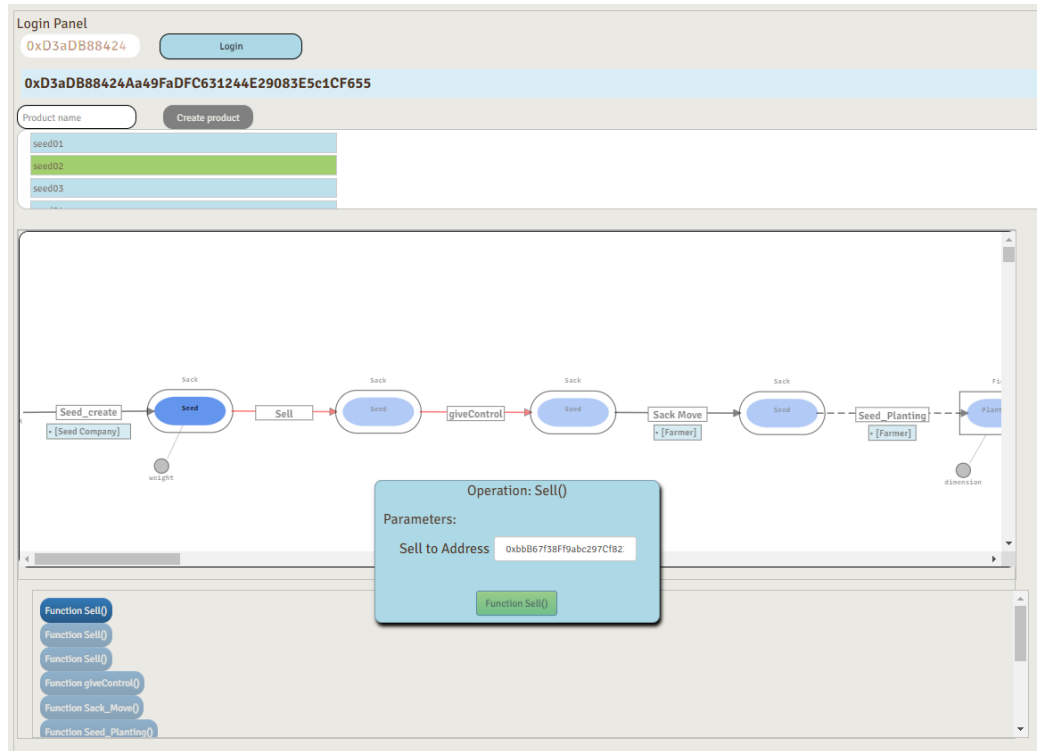 Login Panel
0xD3aDB88424
Login
0xD3aDB88424Aa49FaDFC631244E29083E5c1CF655
Product name
Create product
seed01
seed02
seed03
Sack
Sack
Sack
Sack
Seed_create
Seed
Sell
Seed
giveControl
Seed
Sack Move
Seed
Seed_Planting
Plant
• [Seed Company]
• [Farmer]
• [Farmer]
weight
dimension
Operation: Sell()
Parameters:
Sell to Address
0xbbB67f38Ff9abc297Cf82
Function Sell()
Function Sell()
Function Sell()
Function Sell()
Function giveControl()
Function Sack_Move()
Function Seed_Planting()